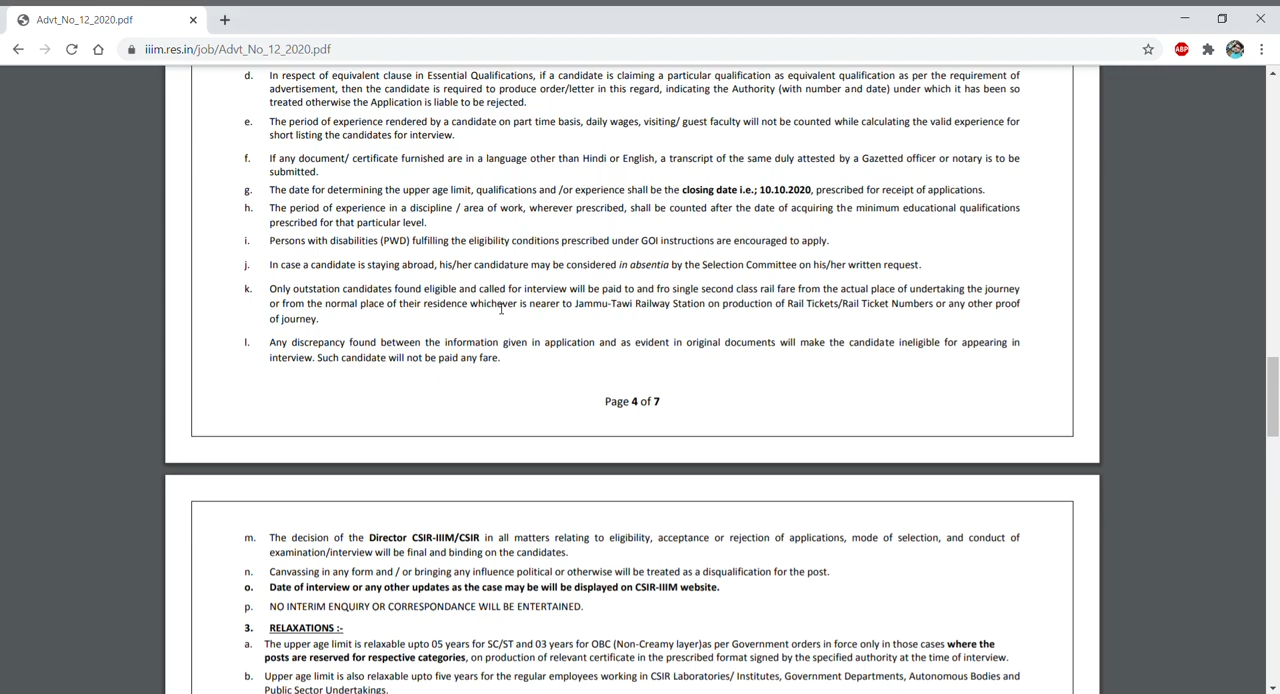 Advt_No_12_2020.pdf
iiim.res.in/job/Advt_No_12_2020.pdf
ABP
d. In respect of equivalent clause in Essential Qualifications, if a candidate is claiming a particular qualification as equivalent qualification as per the requirement of
advertisement, then the candidate is required to produce order/letter in this regard, indicating the Authority (with number and date) under which it has been so
treated otherwise the Application is liable to be rejected.
e. The period of experience rendered by a candidate on part time basis, daily wages, visiting/ guest faculty will not be counted while calculating the valid experience for
short listing the candidates for interview.
f. If any document/ certificate furnished are in a language other than Hindi or English, a transcript of the same duly attested by a Gazetted officer or notary is to be
submitted.
g. The date for determining the upper age limit, qualifications and /or experience shall be the closing date i.e.; 10.10.2020, prescribed for receipt of applications.
h. The period of experience in a discipline / area of work, wherever prescribed, shall be counted after the date of acquiring the minimum educational qualifications
prescribed for that particular level.
i. Persons with disabilities (PWD) fulfilling the eligibility conditions prescribed under GOI instructions are encouraged to apply.
j. In case a candidate is staying abroad, his/her candidature may be considered in absentia by the Selection Committee on his/her written request.
k. Only outstation candidates found eligible and called for interview will be paid to and fro single second class rail fare from the actual place of undertaking the journey
or from the normal place of their residence whichever is nearer to Jammu-Tawi Railway Station on production of Rail Tickets/Rail Ticket Numbers or any other proof
of journey.
l. Any discrepancy found between the information given in application and as evident in original documents will make the candidate ineligible for appearing in
interview. Such candidate will not be paid any fare.
Page 4 of 7
m. The decision of the Director CSIR-IIIM/CSIR in all matters relating to eligibility, acceptance or rejection of applications, mode of selection, and conduct of
examination/interview will be final and binding on the candidates.
n. Canvassing in any form and / or bringing any influence political or otherwise will be treated as a disqualification for the post.
o. Date of interview or any other updates as the case may be will be displayed on CSIR-IIIM website.
p. NO INTERIM ENQUIRY OR CORRESPONDANCE WILL BE ENTERTAINED.
3. RELAXATIONS :-
a. The upper age limit is relaxable upto 05 years for SC/ST and 03 years for OBC (Non-Creamy layer)as per Government orders in force only in those cases where the
posts are reserved for respective categories, on production of relevant certificate in the prescribed format signed by the specified authority at the time of interview.
b. Upper age limit is also relaxable upto five years for the regular employees working in CSIR Laboratories/ Institutes, Government Departments, Autonomous Bodies and
Public Sector Undertakings.